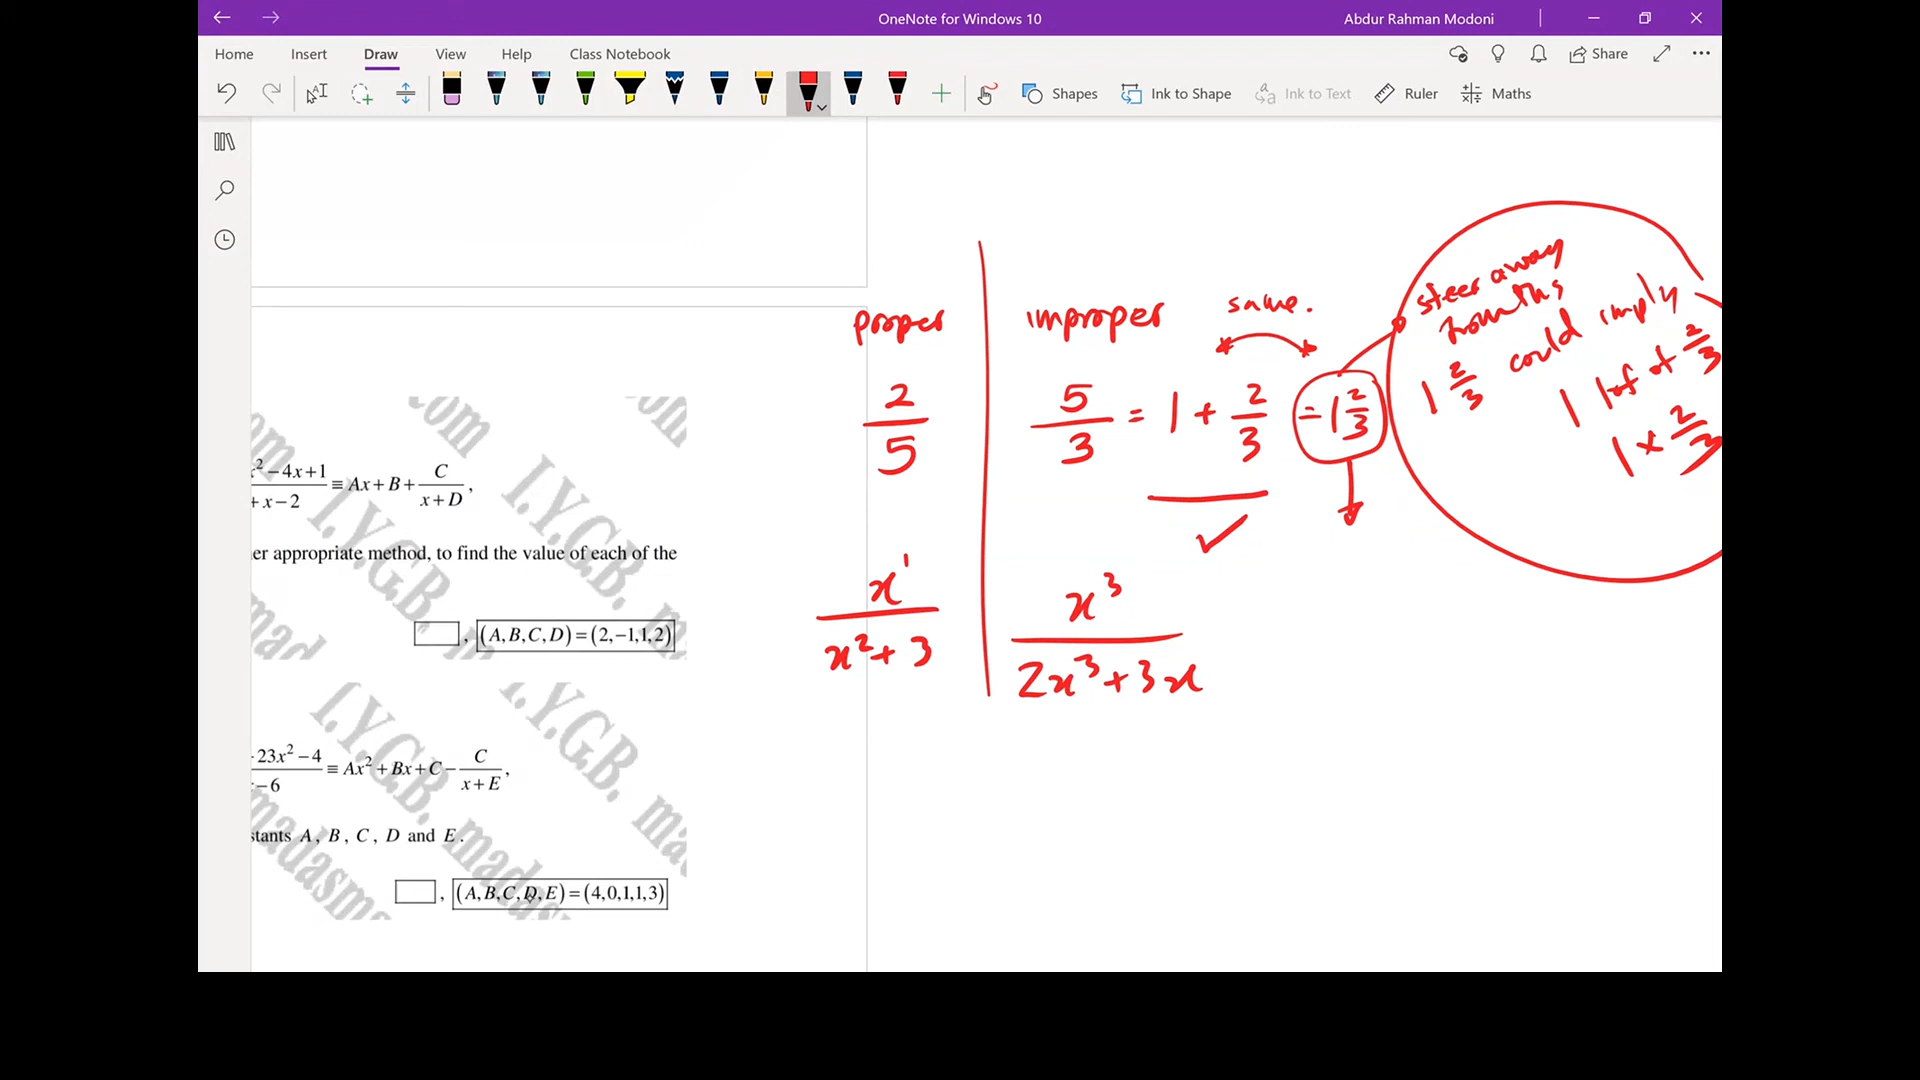 OneNote for Windows 10
Abdur Rahman Modoni
Home Insert Draw View Help Class Notebook
Share
Shapes Ink to Shape Ink to Text Ruler Maths
x² − 4x + 1
+ x − 2
≡ Ax + B + C / (x + D) ,
er appropriate method, to find the value of each of the
, (A, B, C, D) = (2, −1, 1, 2)
23x² − 4
− 6
≡ Ax² + Bx + C − C / (x + E) ,
stants A , B , C , D and E .
, (A, B, C, D, E) = (4, 0, 1, 1, 3)
I.Y.G.B. madasm
proper
2/5
x¹ / (x² + 3)
improper
same.
5/3 = 1 + 2/3 = 1 2/3
x³ / (2x³ + 3x)
steer away
from this
1 2/3 could imply
1 lot of 2/3
1 × 2/3